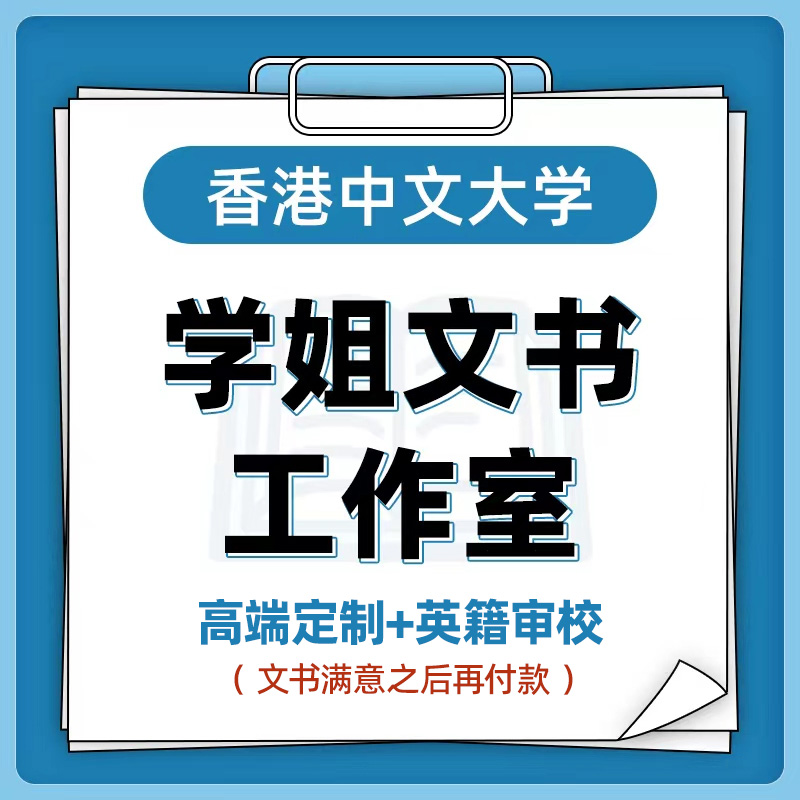 香港中文大学
学姐文书
工作室
高端定制+英籍审校
（文书满意之后再付款）